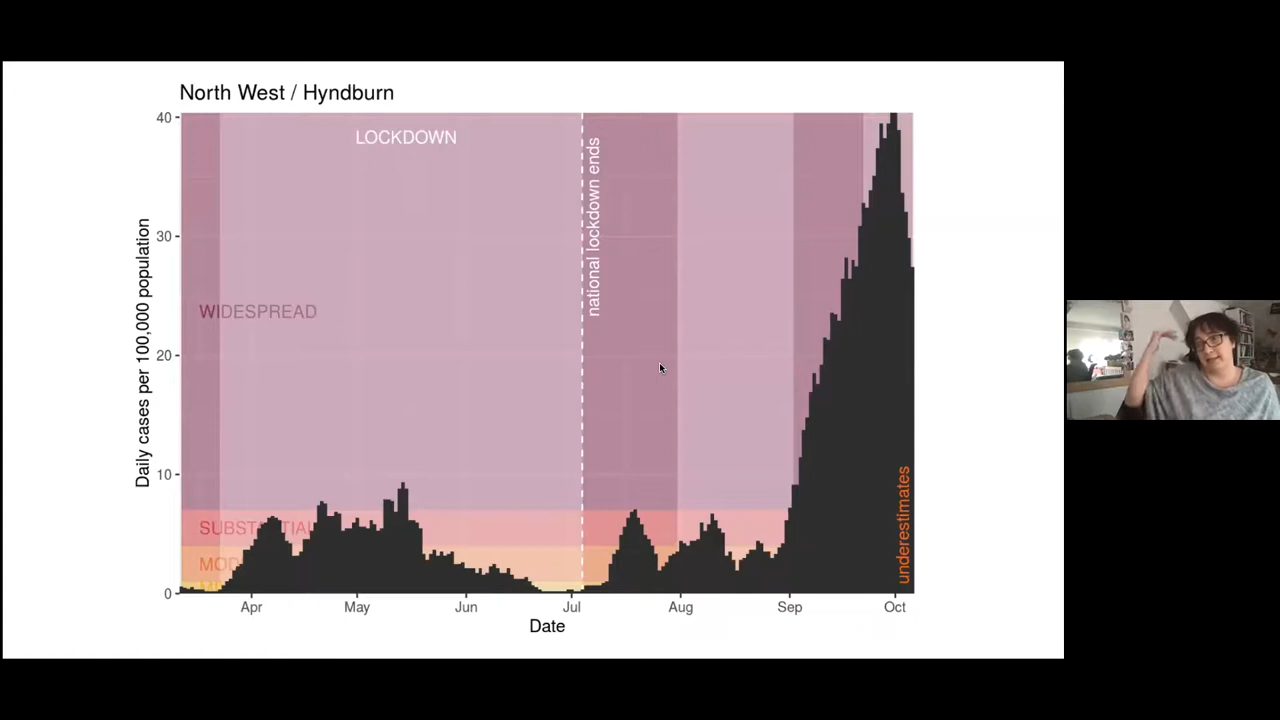 North West / Hyndburn
Daily cases per 100,000 population
40
30
20
10
0
LOCKDOWN
national lockdown ends
WIDESPREAD
SUBSTANTIAL
underestimates
Apr
May
Jun
Jul
Aug
Sep
Oct
Date